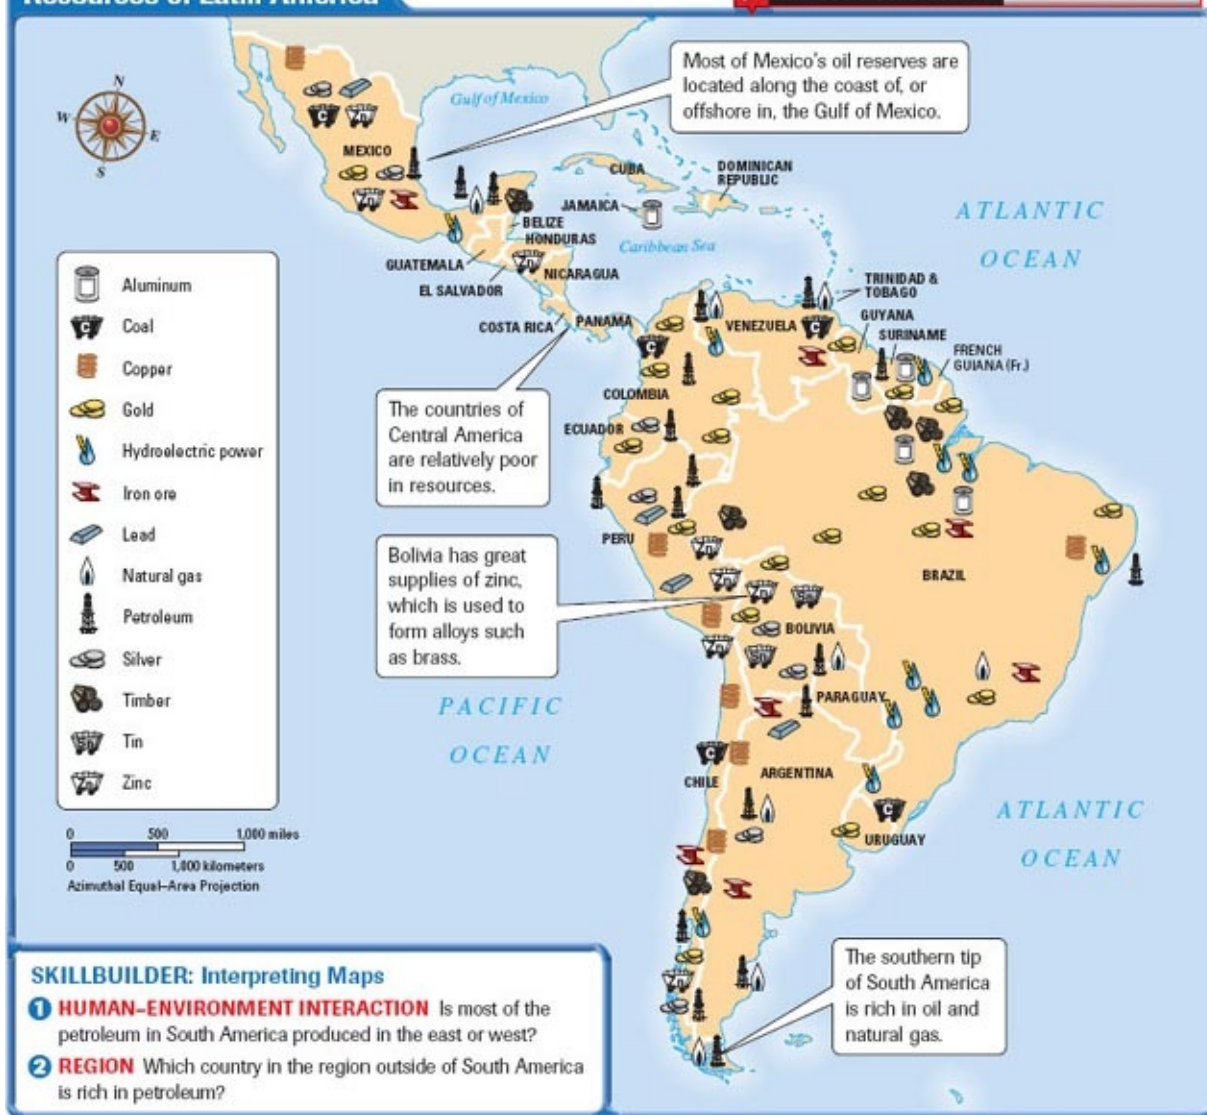 Resources of Latin America
Most of Mexico's oil reserves are
located along the coast of, or
offshore in, the Gulf of Mexico.
N
W
E
S
Gulf of Mexico
MEXICO
CUBA
DOMINICAN
REPUBLIC
JAMAICA
BELIZE
HONDURAS
Caribbean Sea
ATLANTIC
OCEAN
GUATEMALA
NICARAGUA
EL SALVADOR
COSTA RICA
PANAMA
VENEZUELA
TRINIDAD &
TOBAGO
GUYANA
SURINAME
FRENCH
GUIANA (Fr.)
COLOMBIA
ECUADOR
PERU
BRAZIL
BOLIVIA
PARAGUAY
CHILE
ARGENTINA
URUGUAY
Aluminum
C Coal
Copper
Gold
Hydroelectric power
Iron ore
Lead
Natural gas
Petroleum
Silver
Timber
Sn Tin
Zn Zinc
The countries of
Central America
are relatively poor
in resources.
Bolivia has great
supplies of zinc,
which is used to
form alloys such
as brass.
PACIFIC
OCEAN
ATLANTIC
OCEAN
0 500 1,000 miles
0 500 1,000 kilometers
Azimuthal Equal-Area Projection
The southern tip
of South America
is rich in oil and
natural gas.
SKILLBUILDER: Interpreting Maps
1 HUMAN–ENVIRONMENT INTERACTION Is most of the
petroleum in South America produced in the east or west?
2 REGION Which country in the region outside of South America
is rich in petroleum?